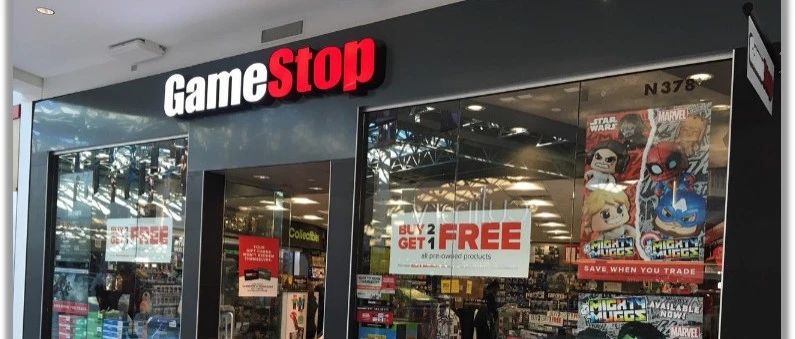 GameStop
N378
STAR WARS
MARVEL
BUY 2 GET 1 FREE
BUY 2
GET 1 FREE
all pre-owned products
Collectibles
MIGHTY MUGGS
MIGHTY MUGGS
SAVE WHEN YOU TRADE
MIGHTY MUGGS
AVAILABLE NOW!
MARVEL